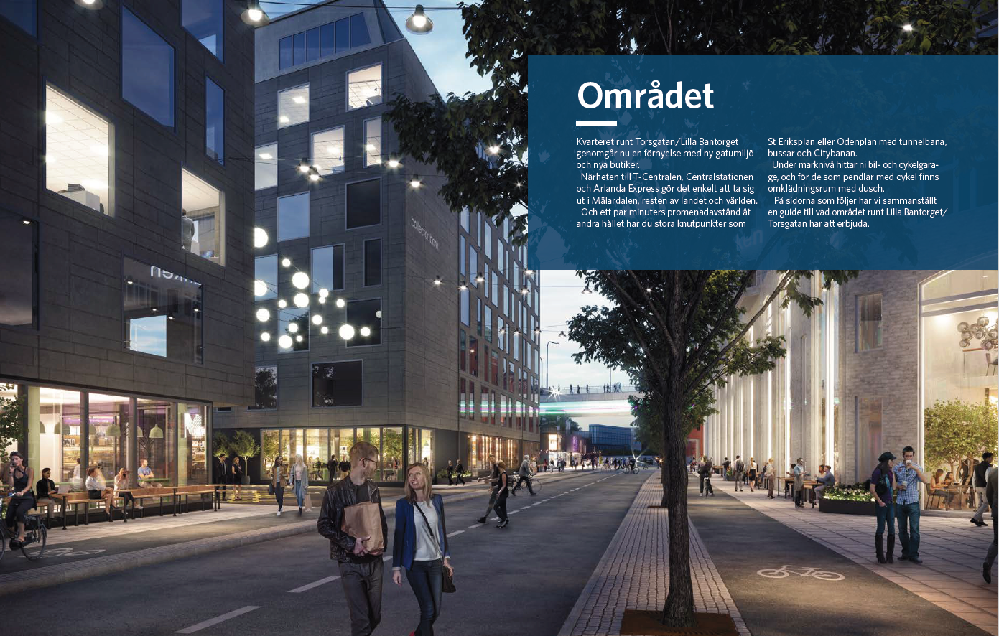 Området
Kvarteret runt Torsgatan/Lilla Bantorget
genomgår nu en förnyelse med ny gatumiljö
och nya butiker.
Närheten till T-Centralen, Centralstationen
och Arlanda Express gör det enkelt att ta sig
ut i Mälardalen, resten av landet och världen.
Och ett par minuters promenadavstånd åt
andra hållet har du stora knutpunkter som
St Eriksplan eller Odenplan med tunnelbana,
bussar och Citybanan.
Under marknivå hittar ni bil- och cykelgara-
ge, och för de som pendlar med cykel finns
omklädningsrum med dusch.
På sidorna som följer har vi sammanställt
en guide till vad området runt Lilla Bantorget/
Torsgatan har att erbjuda.
collector bank